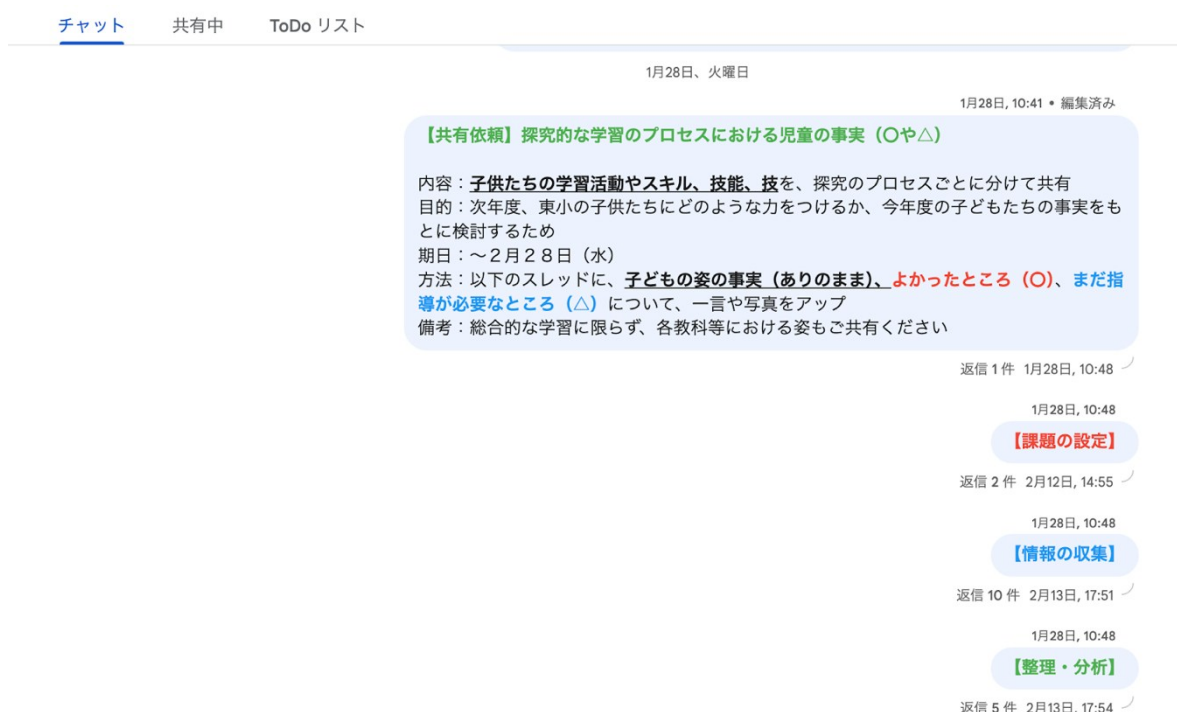 チャット 共有中 ToDo リスト
1月28日、火曜日
1月28日, 10:41 • 編集済み
【共有依頼】探究的な学習のプロセスにおける児童の事実（〇や△）
内容：子供たちの学習活動やスキル、技能、技を、探究のプロセスごとに分けて共有
目的：次年度、東小の子供たちにどのような力をつけるか、今年度の子どもたちの事実をも
とに検討するため
期日：～２月２８日（水）
方法：以下のスレッドに、子どもの姿の事実（ありのまま）、よかったところ（〇）、まだ指
導が必要なところ（△）について、一言や写真をアップ
備考：総合的な学習に限らず、各教科等における姿もご共有ください
返信 1 件 1月28日, 10:48
1月28日, 10:48
【課題の設定】
返信 2 件 2月12日, 14:55
1月28日, 10:48
【情報の収集】
返信 10 件 2月13日, 17:51
1月28日, 10:48
【整理・分析】
返信 5 件 2月13日, 17:54